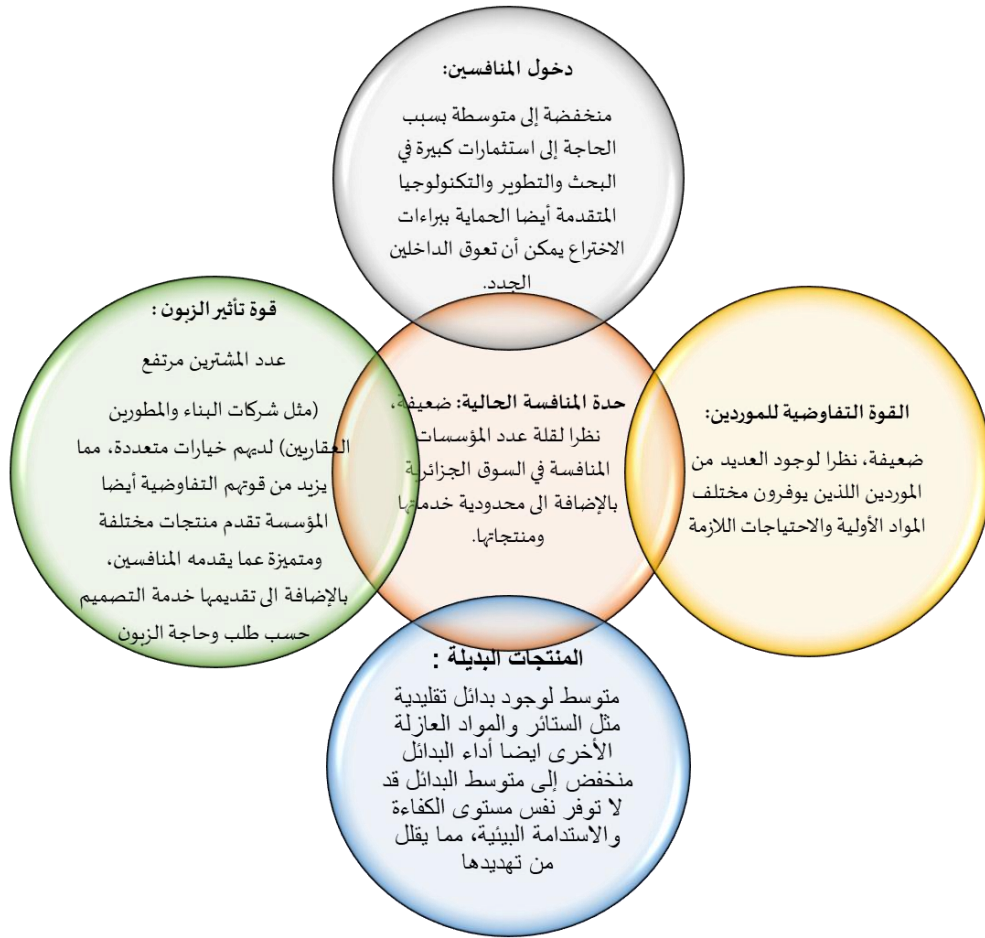 دخول المنافسين:
منخفضة إلى متوسطة بسبب
الحاجة إلى استثمارات كبيرة في
البحث والتطوير والتكنولوجيا
المتقدمة أيضا الحماية ببراءات
الاختراع يمكن أن تعوق الداخلين
الجدد.
القوة التفاوضية للموردين:
ضعيفة، نظرا لوجود العديد من
الموردين اللذين يوفرون مختلف
المواد الأولية والاحتياجات اللازمة
حدة المنافسة الحالية: ضعيفة،
نظرا لقلة عدد المؤسسات
المنافسة في السوق الجزائرية
بالإضافة الى محدودية خدماتها
ومنتجاتها.
قوة تأثير الزبون :
عدد المشترين مرتفع
(مثل شركات البناء والمطورين
العقاريين) لديهم خيارات متعددة، مما
يزيد من قوتهم التفاوضية أيضا
المؤسسة تقدم منتجات مختلفة
ومتميزة عما يقدمه المنافسين،
بالإضافة الى تقديمها خدمة التصميم
حسب طلب وحاجة الزبون
المنتجات البديلة :
متوسط لوجود بدائل تقليدية
مثل الستائر والمواد العازلة
الأخرى ايضا أداء البدائل
منخفض إلى متوسط البدائل قد
لا توفر نفس مستوى الكفاءة
والاستدامة البيئية، مما يقلل
من تهديدها